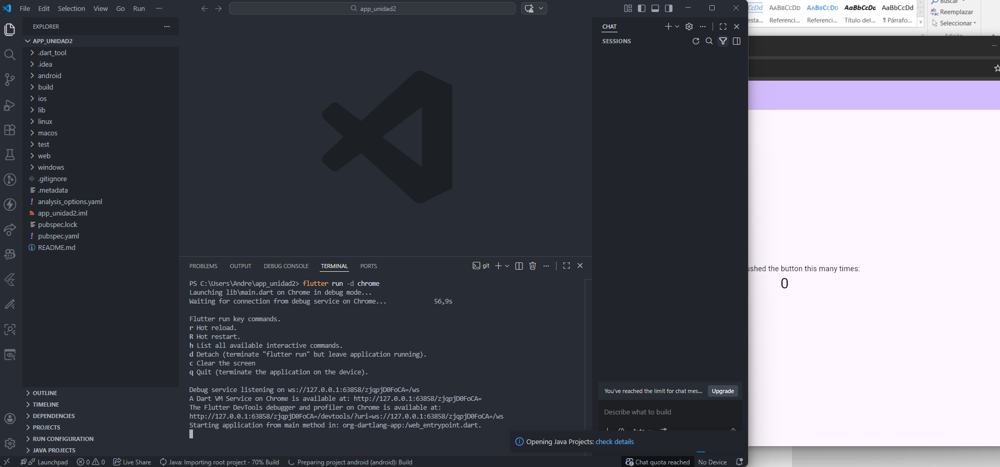 File Edit Selection View Go Run ···
app_unidad2
EXPLORER
APP_UNIDAD2
.dart_tool
.idea
android
build
ios
lib
linux
macos
test
web
windows
.gitignore
.metadata
analysis_options.yaml
app_unidad2.iml
pubspec.lock
pubspec.yaml
README.md
OUTLINE
TIMELINE
DEPENDENCIES
PROJECTS
RUN CONFIGURATION
JAVA PROJECTS
PROBLEMS OUTPUT DEBUG CONSOLE TERMINAL PORTS
git
PS C:\Users\Andre\app_unidad2> flutter run -d chrome
Launching lib\main.dart on Chrome in debug mode...
Waiting for connection from debug service on Chrome... 56,9s
Flutter run key commands.
r Hot reload.
R Hot restart.
h List all available interactive commands.
d Detach (terminate "flutter run" but leave application running).
c Clear the screen
q Quit (terminate the application on the device).
Debug service listening on ws://127.0.0.1:63858/zjqpjD0FoCA=/ws
A Dart VM Service on Chrome is available at: http://127.0.0.1:63858/zjqpjD0FoCA=
The Flutter DevTools debugger and profiler on Chrome is available at:
http://127.0.0.1:63858/zjqpjD0FoCA=/devtools/?uri=ws://127.0.0.1:63858/zjqpjD0FoCA=/ws
Starting application from main method in: org-dartlang-app:/web_entrypoint.dart.
CHAT
SESSIONS
You've reached the limit for chat mes... Upgrade
Describe what to build
Auto
Opening Java Projects: check details
Launchpad 0 0 Live Share Java: Importing root project - 70% Build Preparing project android (android): Build Chat quota reached No Device
CcDd AABBCCDD AABBCCDD AaBbCcDc AaBbCcDd
esta... Referenci... Referenci... Título del... ¶ Párrafo...
Buscar
Reemplazar
Seleccionar
ushed the button this many times:
0